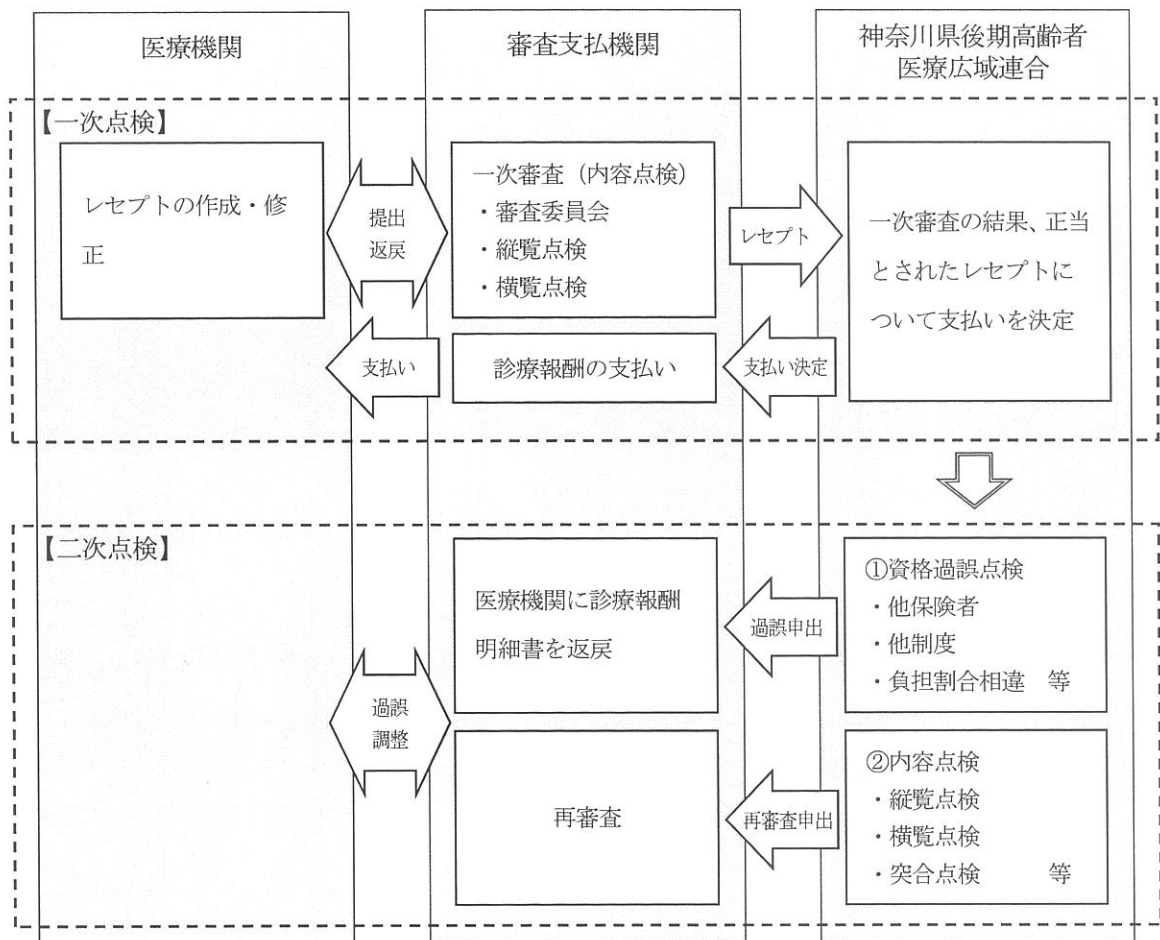 医療機関
審査支払機関
神奈川県後期高齢者
医療広域連合
【一次点検】
レセプトの作成・修
正
提出
返戻
一次審査（内容点検）
・審査委員会
・縦覧点検
・横覧点検
レセプト
一次審査の結果、正当
とされたレセプトに
ついて支払いを決定
支払い
診療報酬の支払い
支払い決定
【二次点検】
医療機関に診療報酬
明細書を返戻
過誤申出
①資格過誤点検
・他保険者
・他制度
・負担割合相違　等
過誤
調整
再審査
再審査申出
②内容点検
・縦覧点検
・横覧点検
・突合点検　　　等